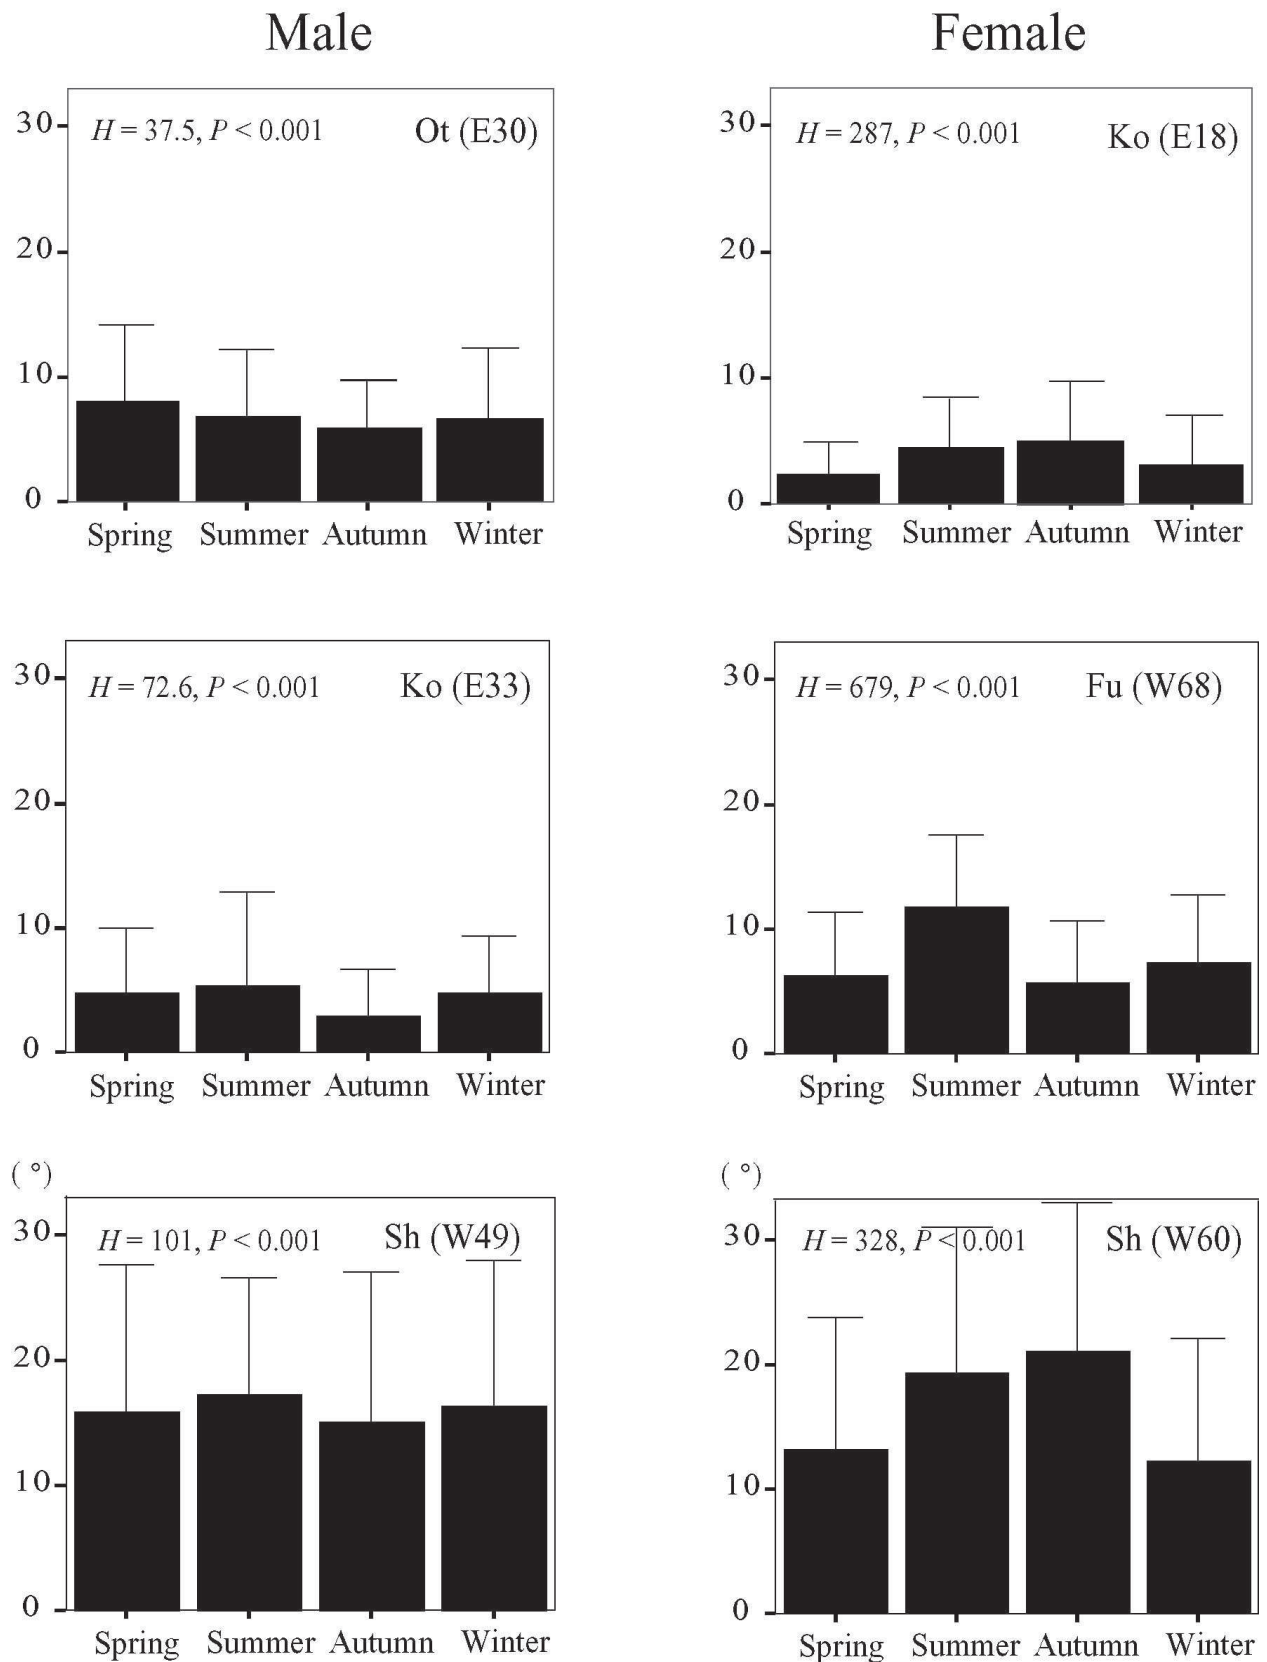 Male
Female
30
H = 37.5, P < 0.001
Ot (E30)
20
10
0
Spring Summer Autumn Winter
30
H = 287, P < 0.001
Ko (E18)
20
10
0
Spring Summer Autumn Winter
30
H = 72.6, P < 0.001
Ko (E33)
20
10
0
Spring Summer Autumn Winter
30
H = 679, P < 0.001
Fu (W68)
20
10
0
Spring Summer Autumn Winter
( °)
30
H = 101, P < 0.001
Sh (W49)
20
10
0
Spring Summer Autumn Winter
( °)
30
H = 328, P < 0.001
Sh (W60)
20
10
0
Spring Summer Autumn Winter